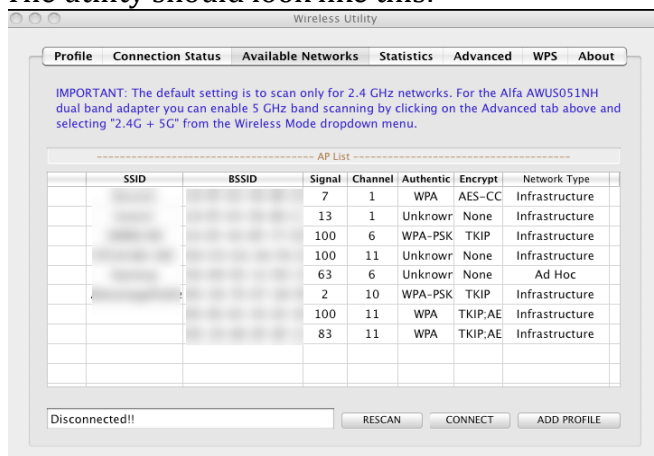 The utility should look like this:
Wireless Utility
Profile Connection Status Available Networks Statistics Advanced WPS About
IMPORTANT: The default setting is to scan only for 2.4 GHz networks. For the Alfa AWUS051NH
dual band adapter you can enable 5 GHz band scanning by clicking on the Advanced tab above and
selecting "2.4G + 5G" from the Wireless Mode dropdown menu.
AP List
SSID BSSID Signal Channel Authentic Encrypt Network Type
7 1 WPA AES-CC Infrastructure
13 1 Unknowr None Infrastructure
100 6 WPA-PSK TKIP Infrastructure
100 11 Unknowr None Infrastructure
63 6 Unknowr None Ad Hoc
2 10 WPA-PSK TKIP Infrastructure
100 11 WPA TKIP;AE Infrastructure
83 11 WPA TKIP;AE Infrastructure
Disconnected!! RESCAN CONNECT ADD PROFILE